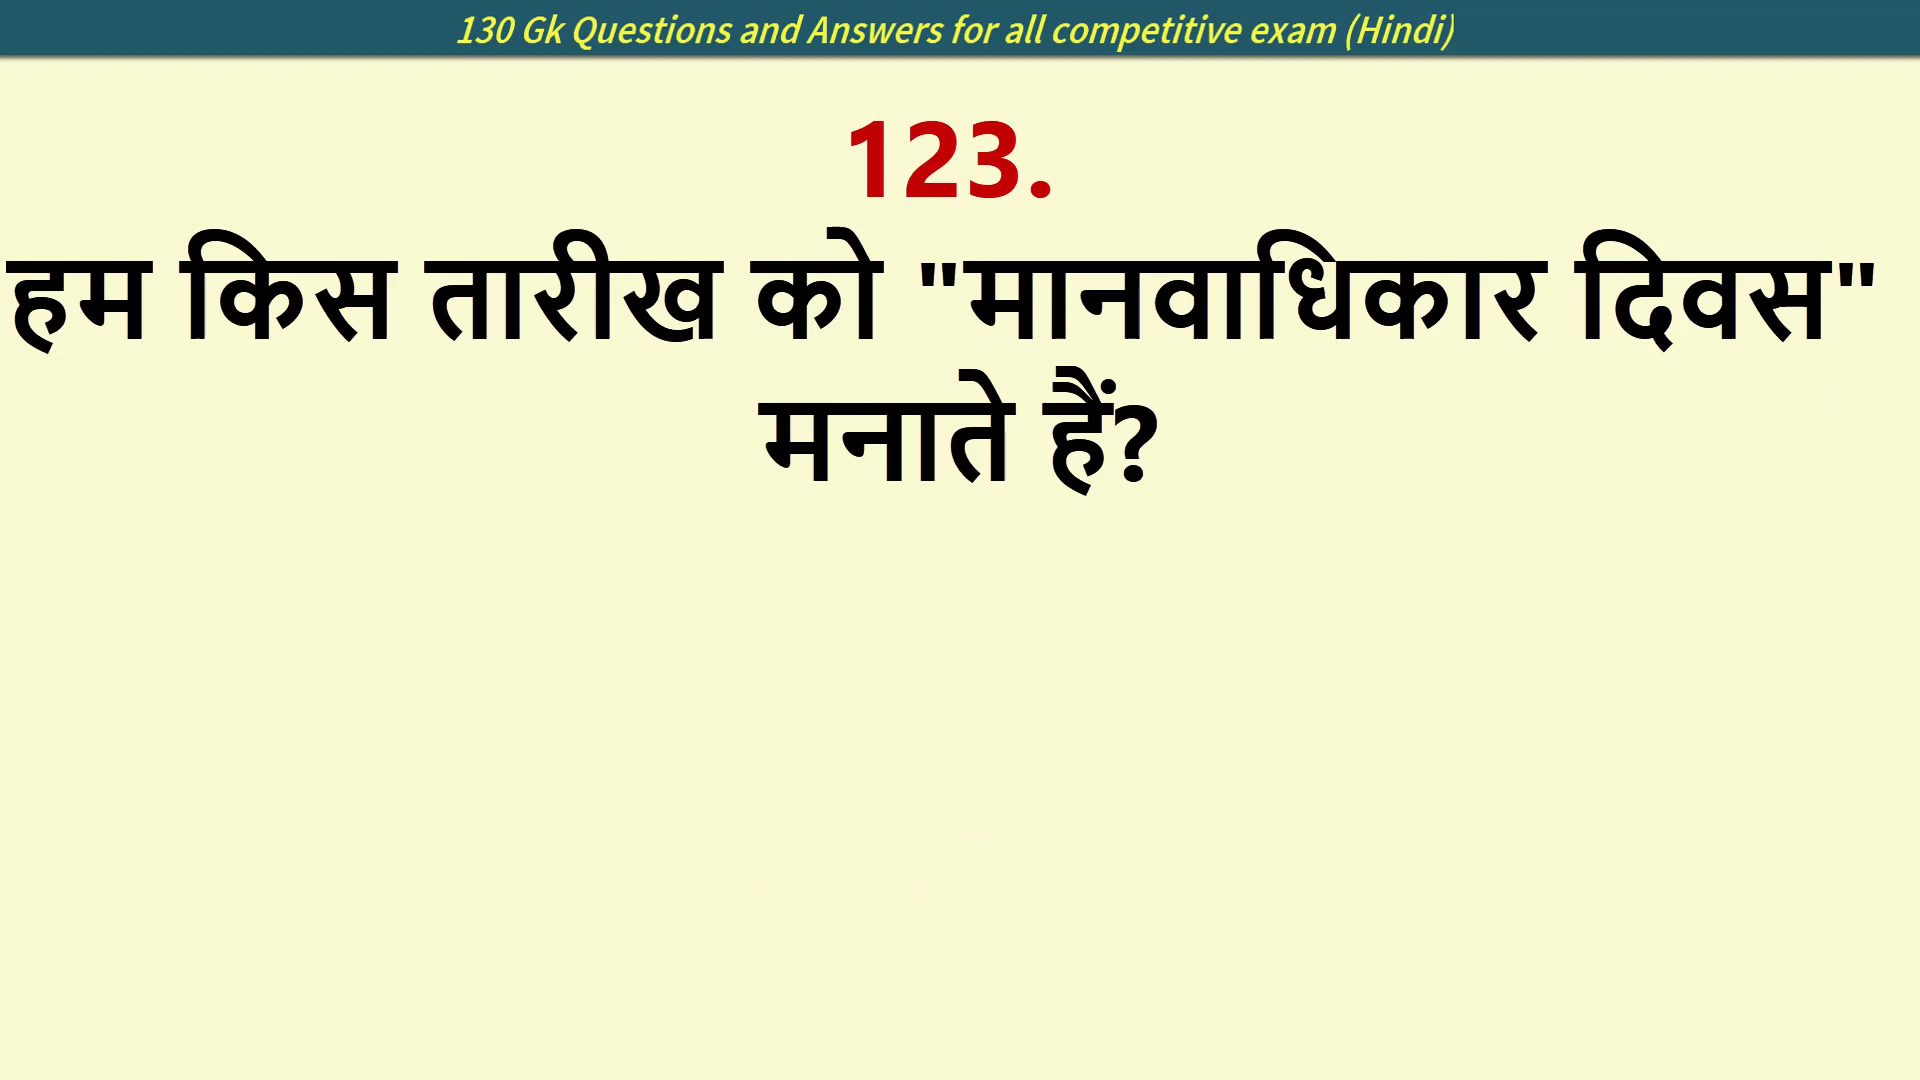 130 Gk Questions and Answers for all competitive exam (Hindi)
123.
हम किस तारीख को "मानवाधिकार दिवस"
मनाते हैं?